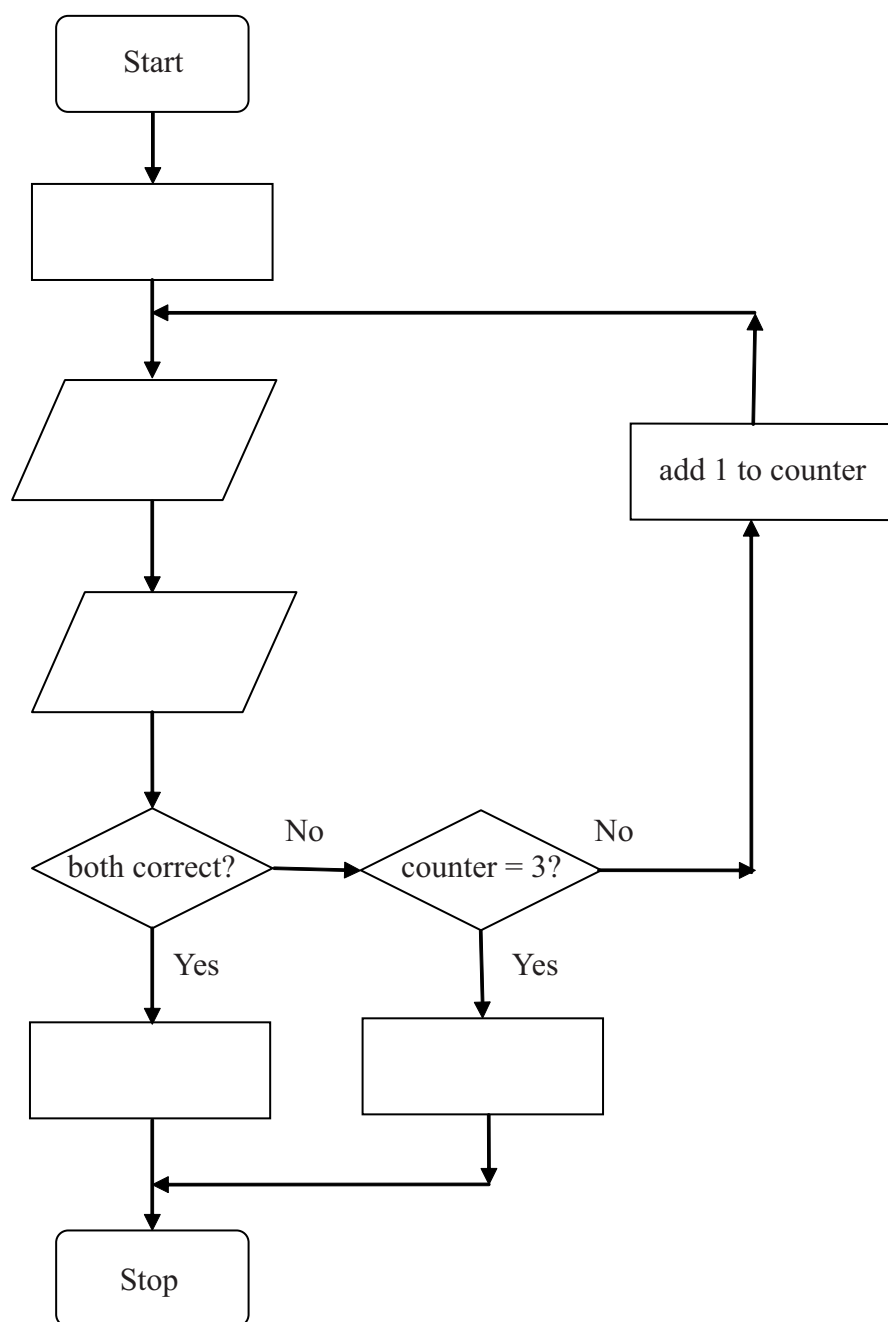 Start
add 1 to counter
both correct?
No
counter = 3?
No
Yes
Yes
Stop